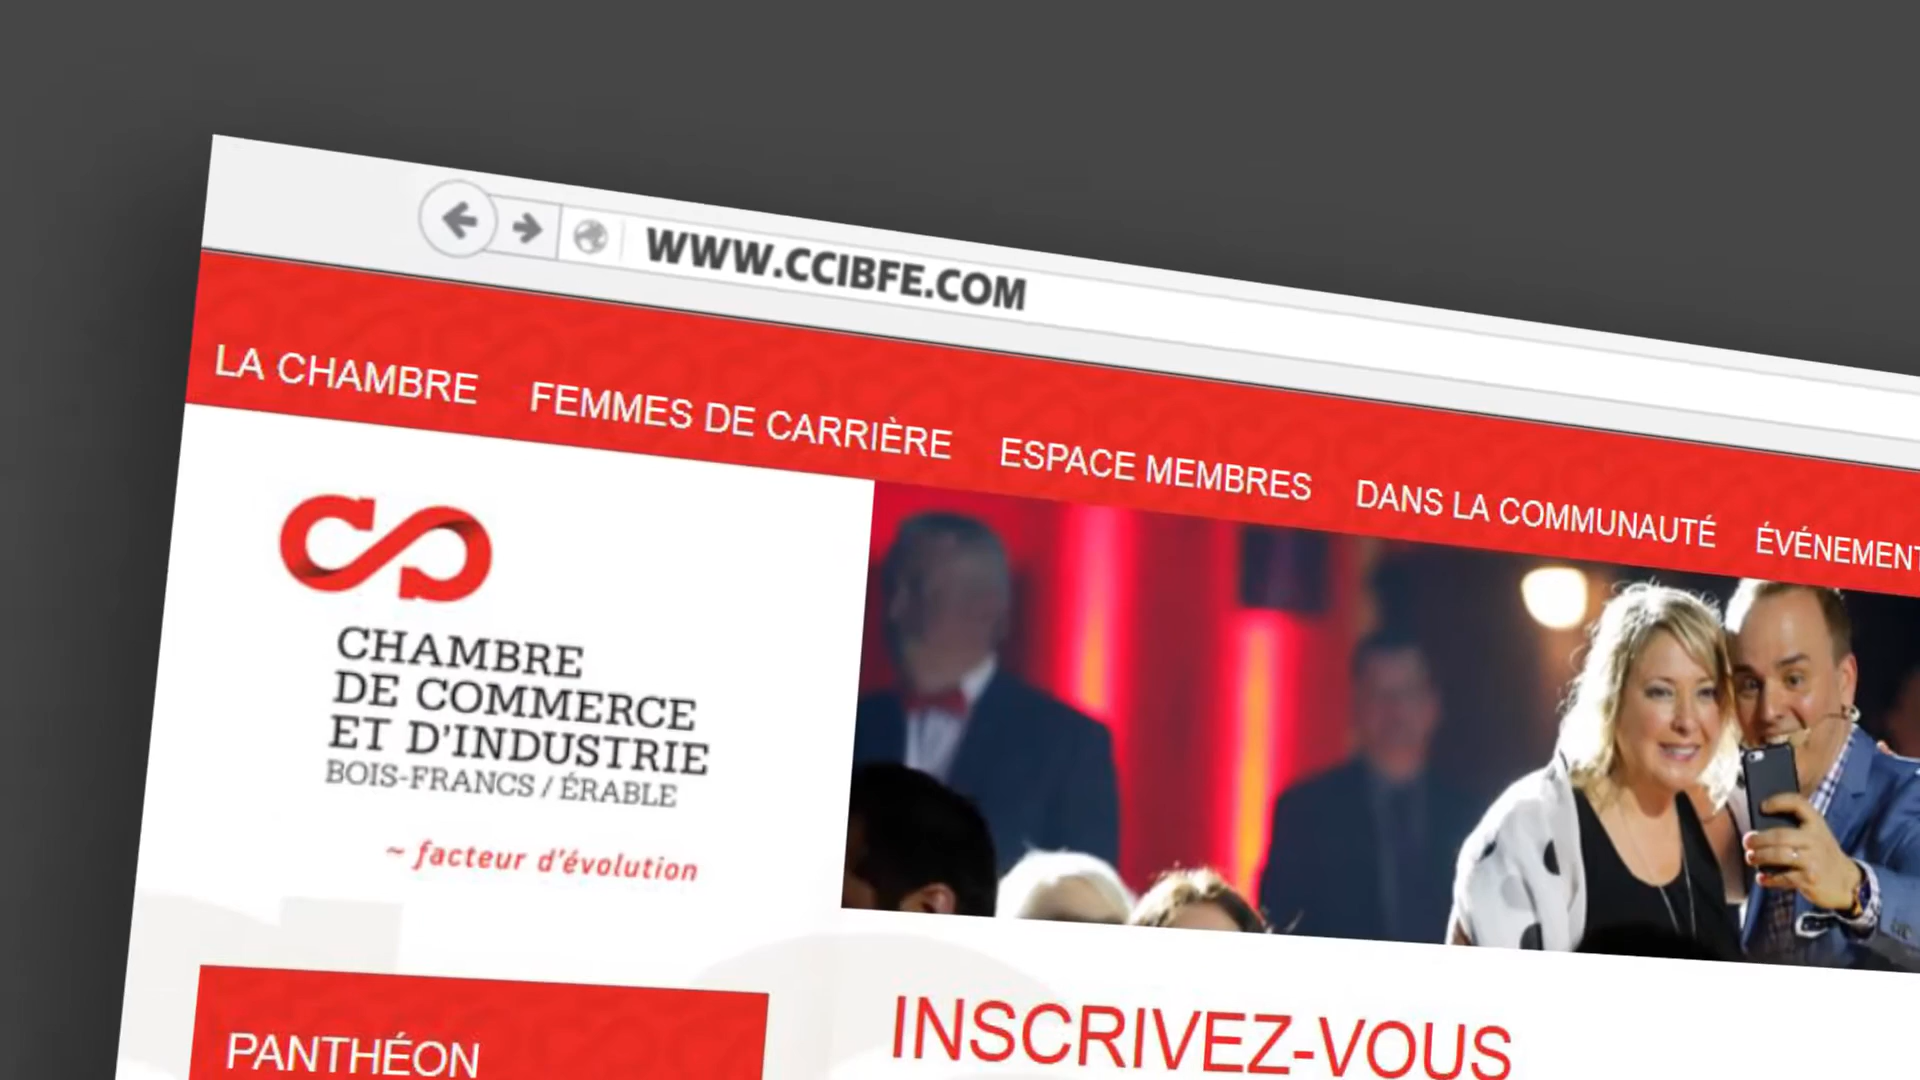 WWW.CCIBFE.COM
LA CHAMBRE FEMMES DE CARRIÈRE ESPACE MEMBRES DANS LA COMMUNAUTÉ ÉVÉNEMENT
CHAMBRE
DE COMMERCE
ET D'INDUSTRIE
BOIS-FRANCS / ÉRABLE
~ facteur d'évolution
PANTHÉON
INSCRIVEZ-VOUS